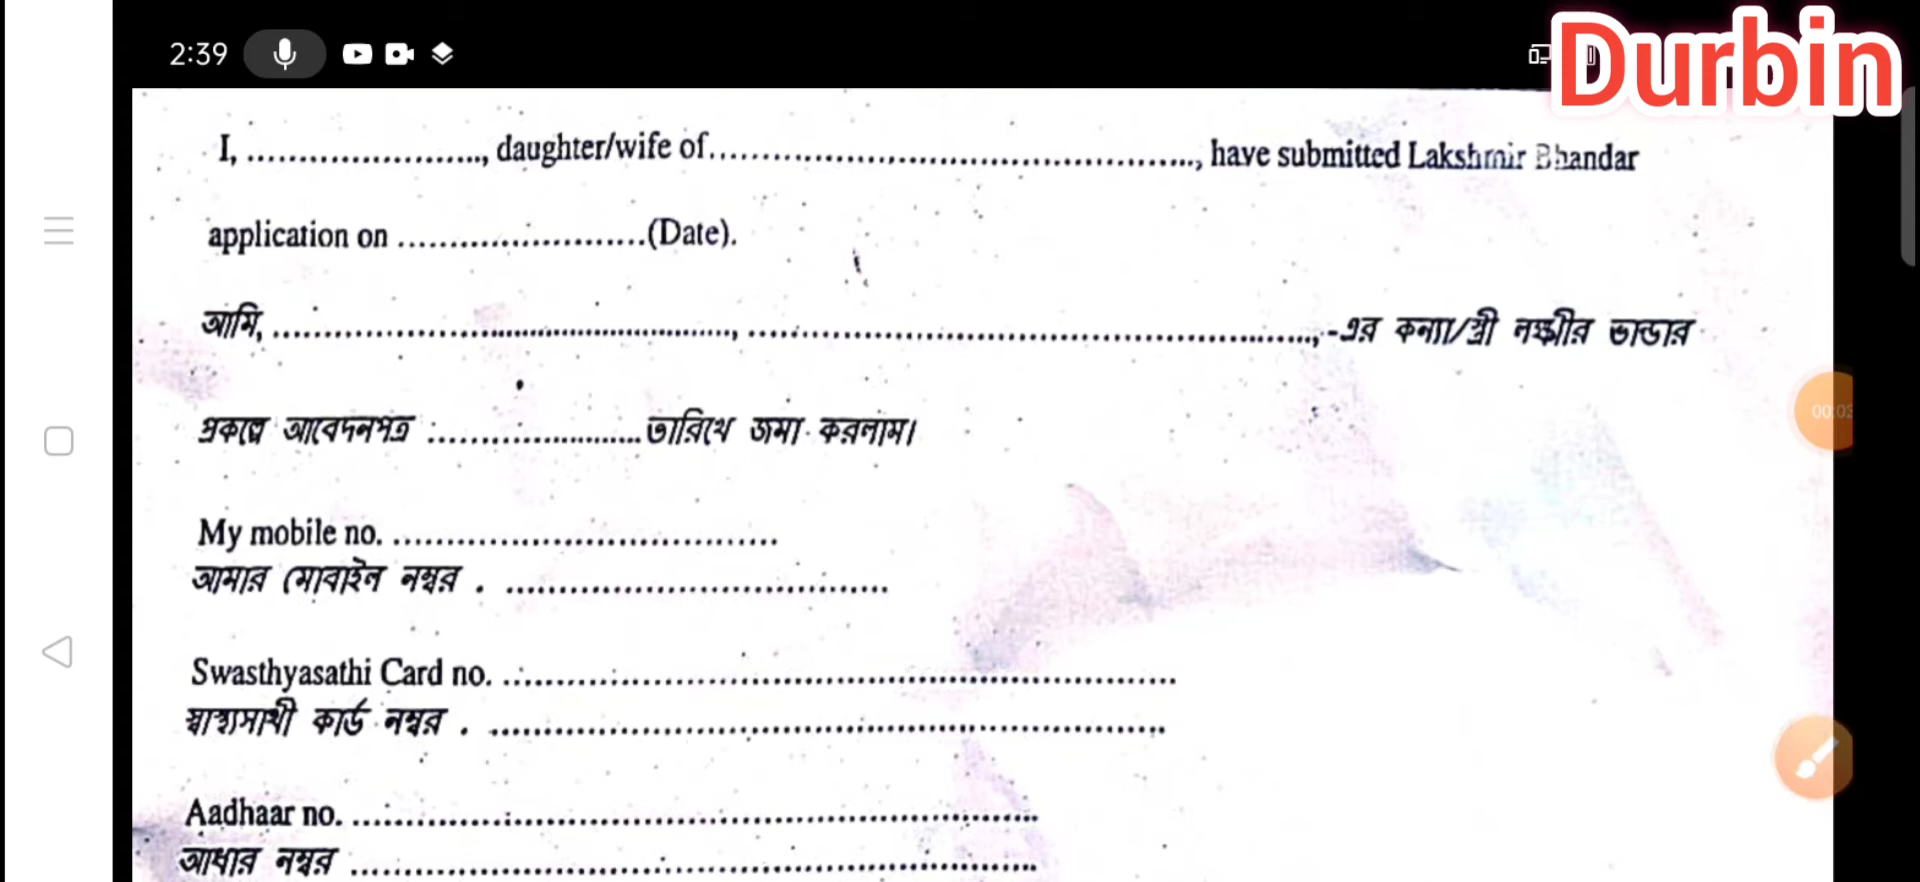 2:39
Durbin
I, ......................., daughter/wife of..............................................., have submitted Lakshmir Bhandar
application on ........................(Date).
আমি, ............................................., ......................................................,-এর কন্যা/স্ত্রী লক্ষ্মীর ভান্ডার
প্রকল্পে আবেদনপত্র ........................তারিখে জমা করলাম।
My mobile no. .....................................
আমার মোবাইল নম্বর . .....................................
Swasthyasathi Card no. .................................................................
স্বাস্থ্যসাথী কার্ড নম্বর . .................................................................
Aadhaar no. .................................................................
আধার নম্বর .................................................................